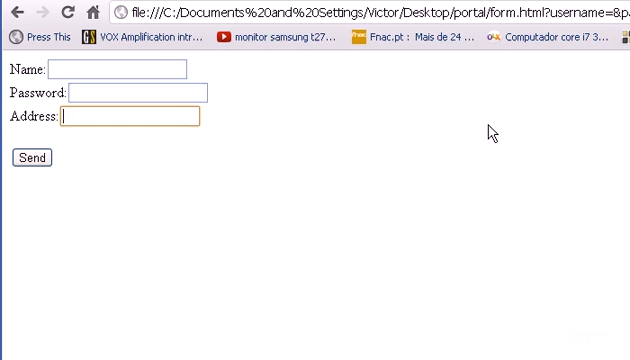 file:///C:/Documents%20and%20Settings/Victor/Desktop/portal/form.html?username=&p
Press This VOX Amplification intr... monitor samsung t27... Fnac.pt : Mais de 24 ... Computador core i7 3...
Name:
Password:
Address:
Send